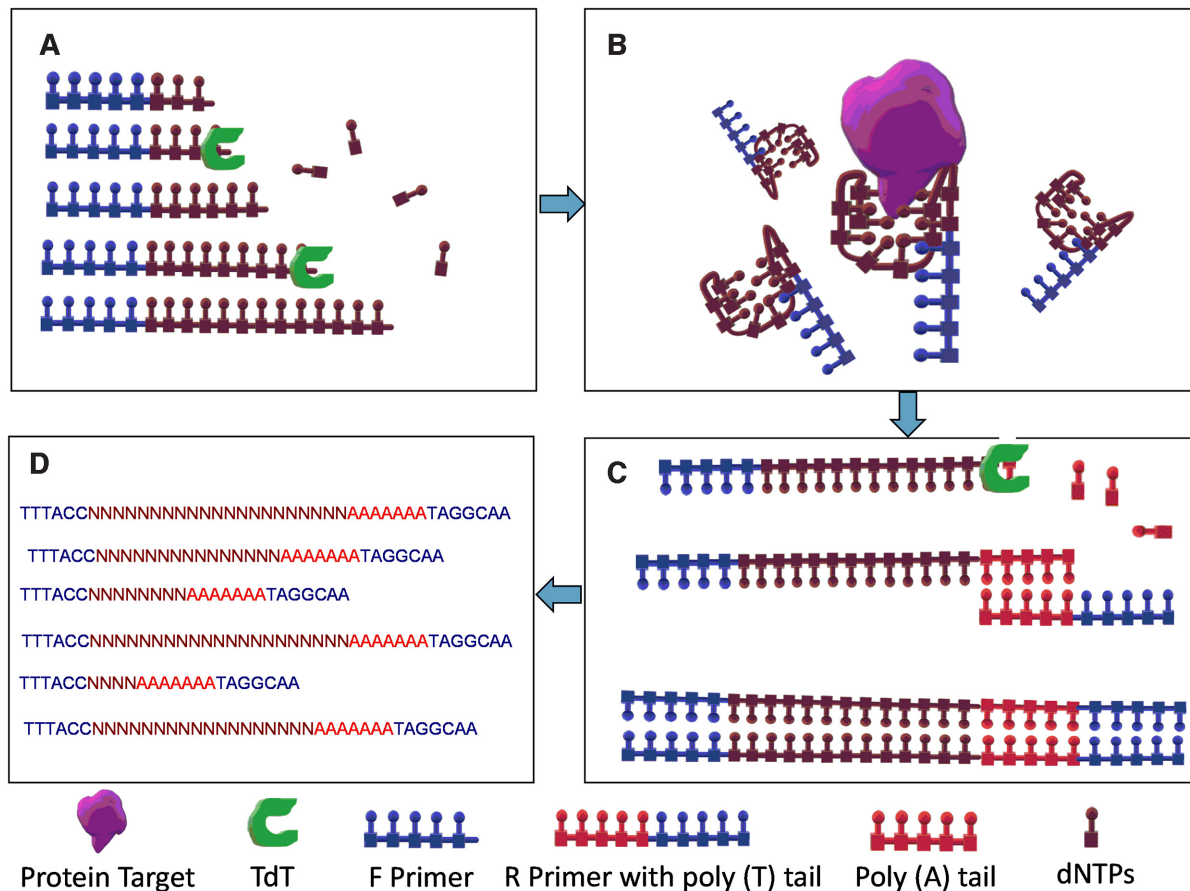 A
B
TTTACCNNNNNNNNNNNNNNNNNNNNNAAAAAAATAGGCAA
TTTACCNNNNNNNNNNNNNNNAAAAAAATAGGCAA
TTTACCNNNNNNNNAAAAAAATAGGCAA
TTTACCNNNNNNNNNNNNNNNNNNNNNAAAAAAATAGGCAA
TTTACCNNNNAAAAAAATAGGCAA
TTTACCNNNNNNNNNNNNNNNNNNAAAAAAATAGGCAA
D
C
Protein Target
TdT
F Primer
R Primer with poly (T) tail
Poly (A) tail
dNTPs